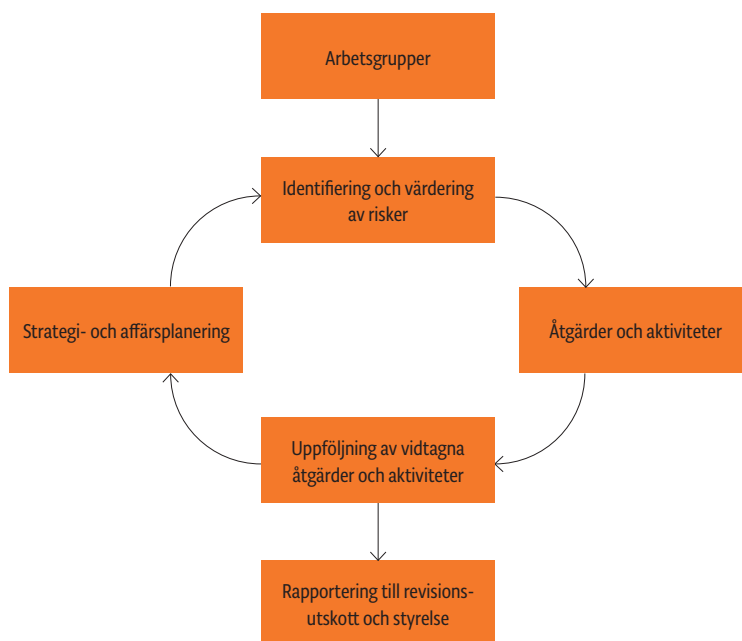 Arbetsgrupper
Identifiering och värdering
av risker
Strategi- och affärsplanering
Åtgärder och aktiviteter
Uppföljning av vidtagna
åtgärder och aktiviteter
Rapportering till revisions-
utskott och styrelse